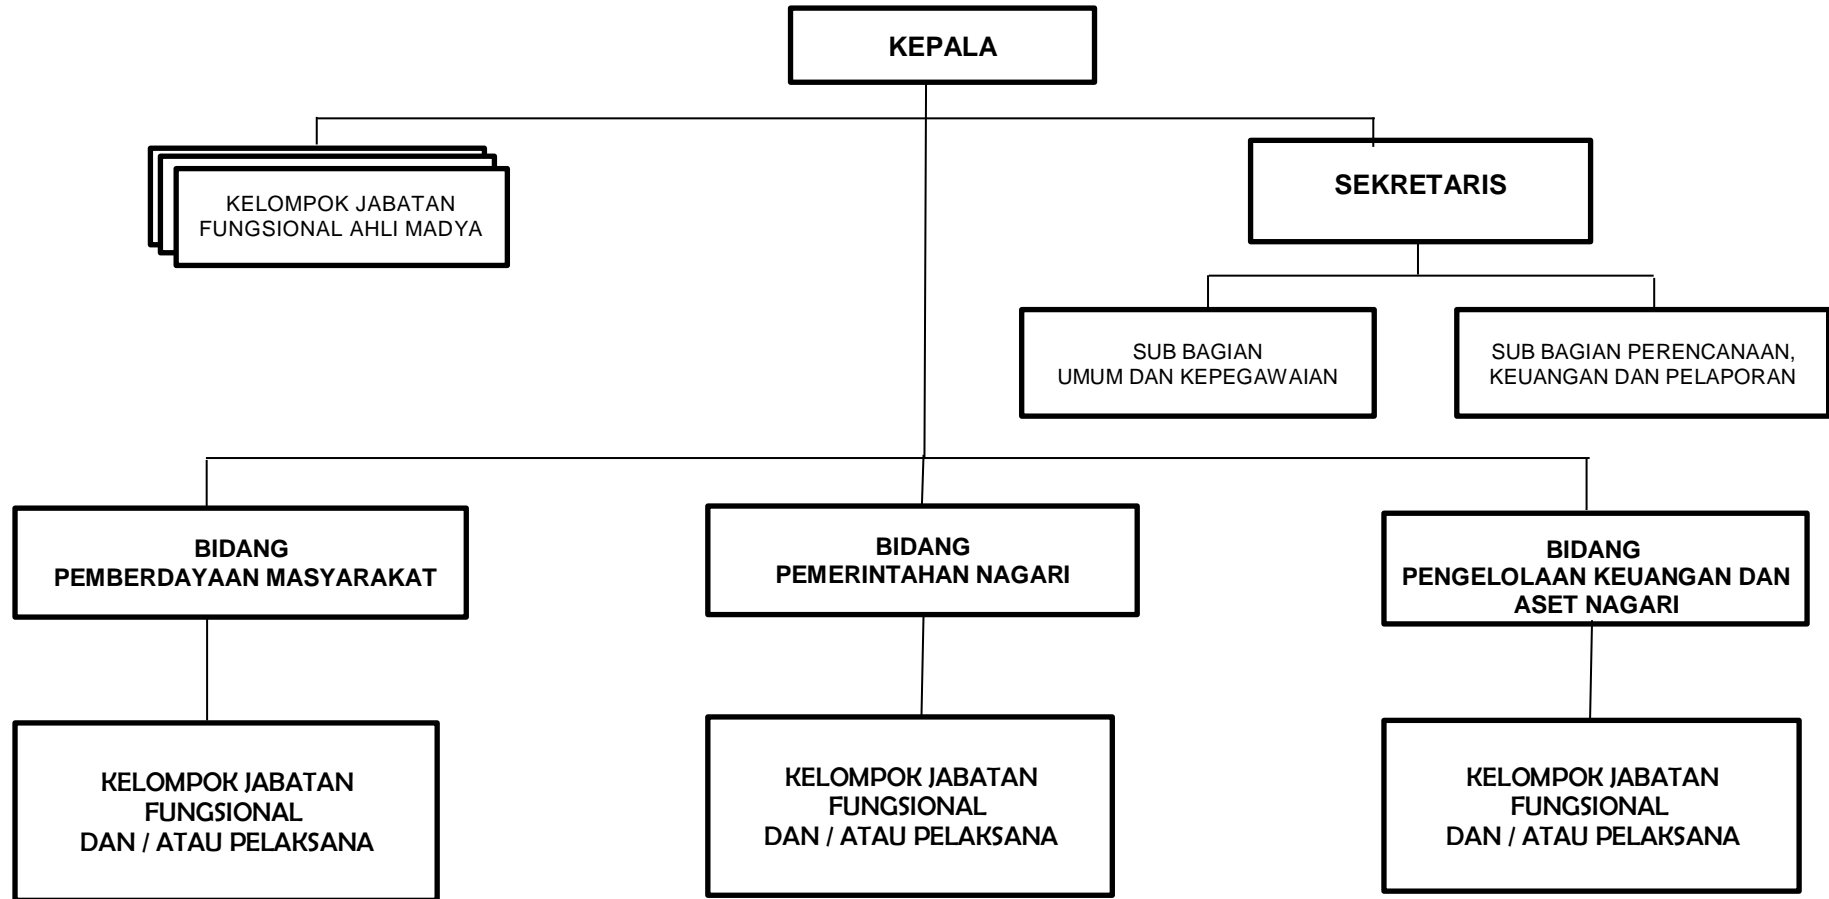 KEPALA
KELOMPOK JABATAN
FUNGSIONAL AHLI MADYA
SEKRETARIS
SUB BAGIAN
UMUM DAN KEPEGAWAIAN
SUB BAGIAN PERENCANAAN,
KEUANGAN DAN PELAPORAN
BIDANG
PEMBERDAYAAN MASYARAKAT
BIDANG
PEMERINTAHAN NAGARI
BIDANG
PENGELOLAAN KEUANGAN DAN
ASET NAGARI
KELOMPOK JABATAN
FUNGSIONAL
DAN / ATAU PELAKSANA
KELOMPOK JABATAN
FUNGSIONAL
DAN / ATAU PELAKSANA
KELOMPOK JABATAN
FUNGSIONAL
DAN / ATAU PELAKSANA